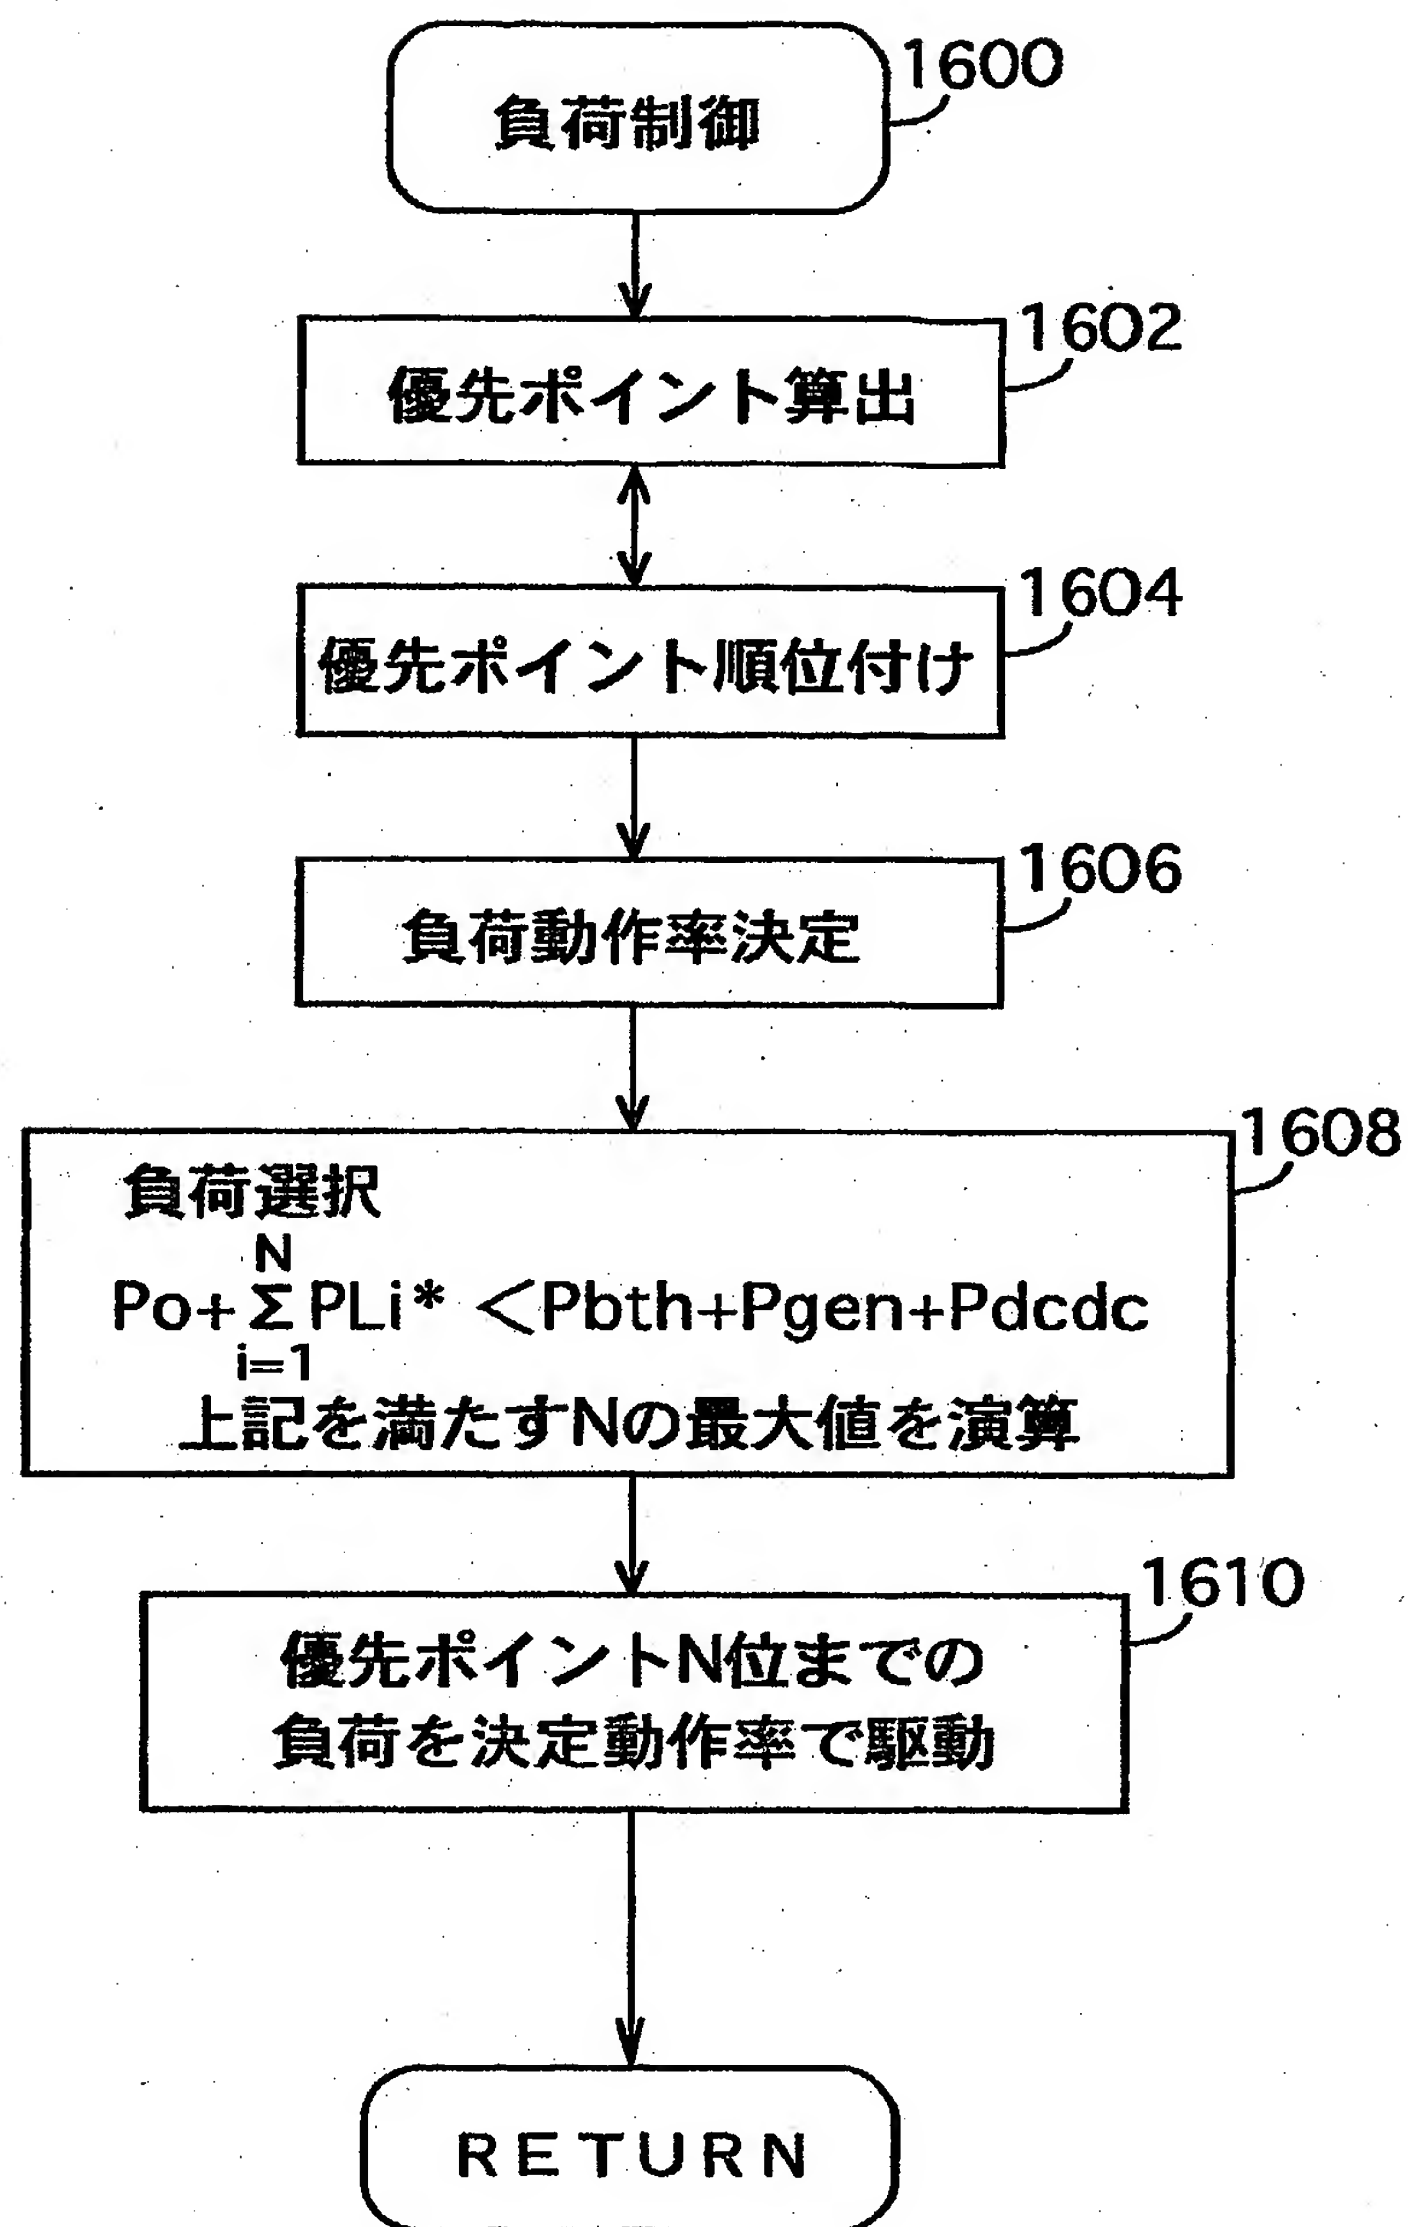 負荷制御
1600
優先ポイント算出
1602
優先ポイント順位付け
1604
負荷動作率決定
1606
1608
負荷選択
N
Po+ΣPLi* <Pbth+Pgen+Pdcdc
i=1
上記を満たすNの最大値を演算
1610
優先ポイントN位までの
負荷を決定動作率で駆動
RETURN